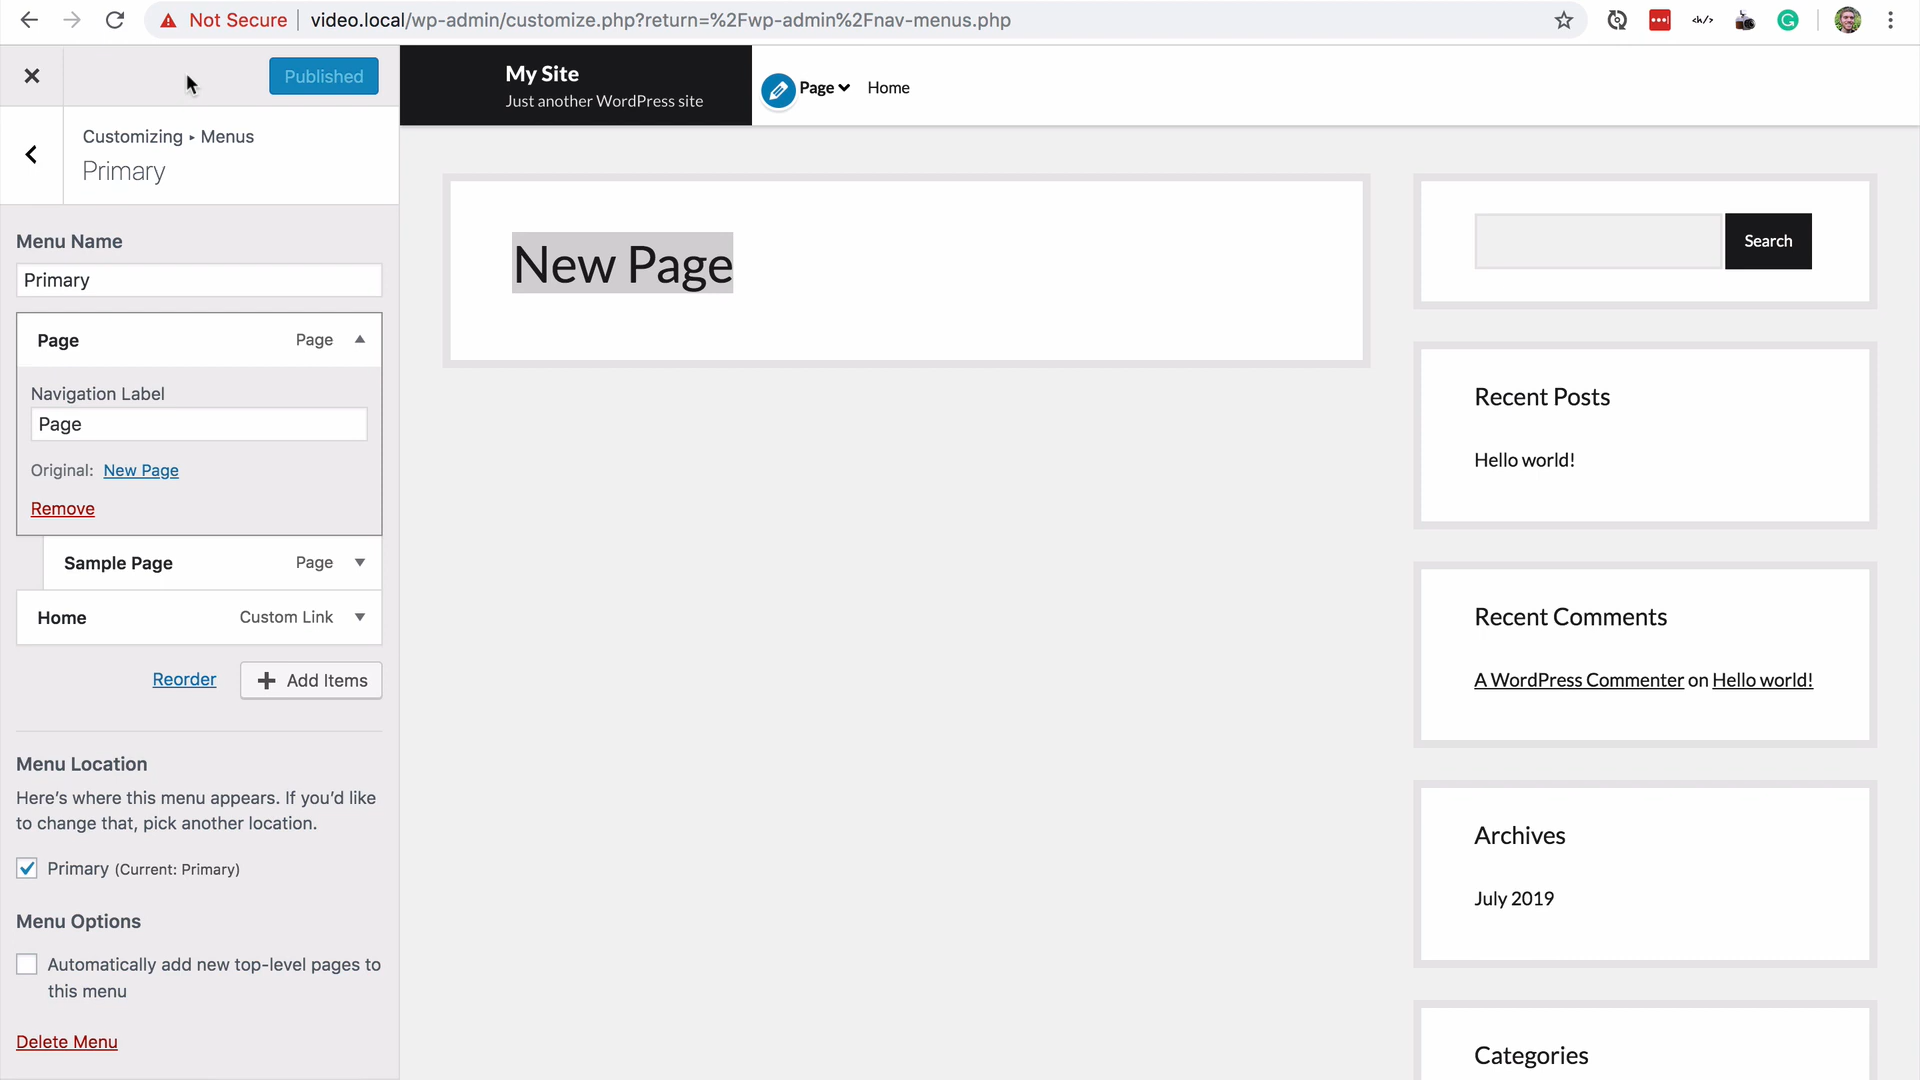 Not Secure | video.local/wp-admin/customize.php?return=%2Fwp-admin%2Fnav-menus.php
Published
Customizing ▸ Menus
Primary
Menu Name
Primary
Page Page
Navigation Label
Page
Original: New Page
Remove
Sample Page Page
Home Custom Link
Reorder
Add Items
Menu Location
Here’s where this menu appears. If you’d like
to change that, pick another location.
Primary (Current: Primary)
Menu Options
Automatically add new top-level pages to
this menu
Delete Menu
My Site
Just another WordPress site
Page
Home
New Page
Search
Recent Posts
Hello world!
Recent Comments
A WordPress Commenter on Hello world!
Archives
July 2019
Categories